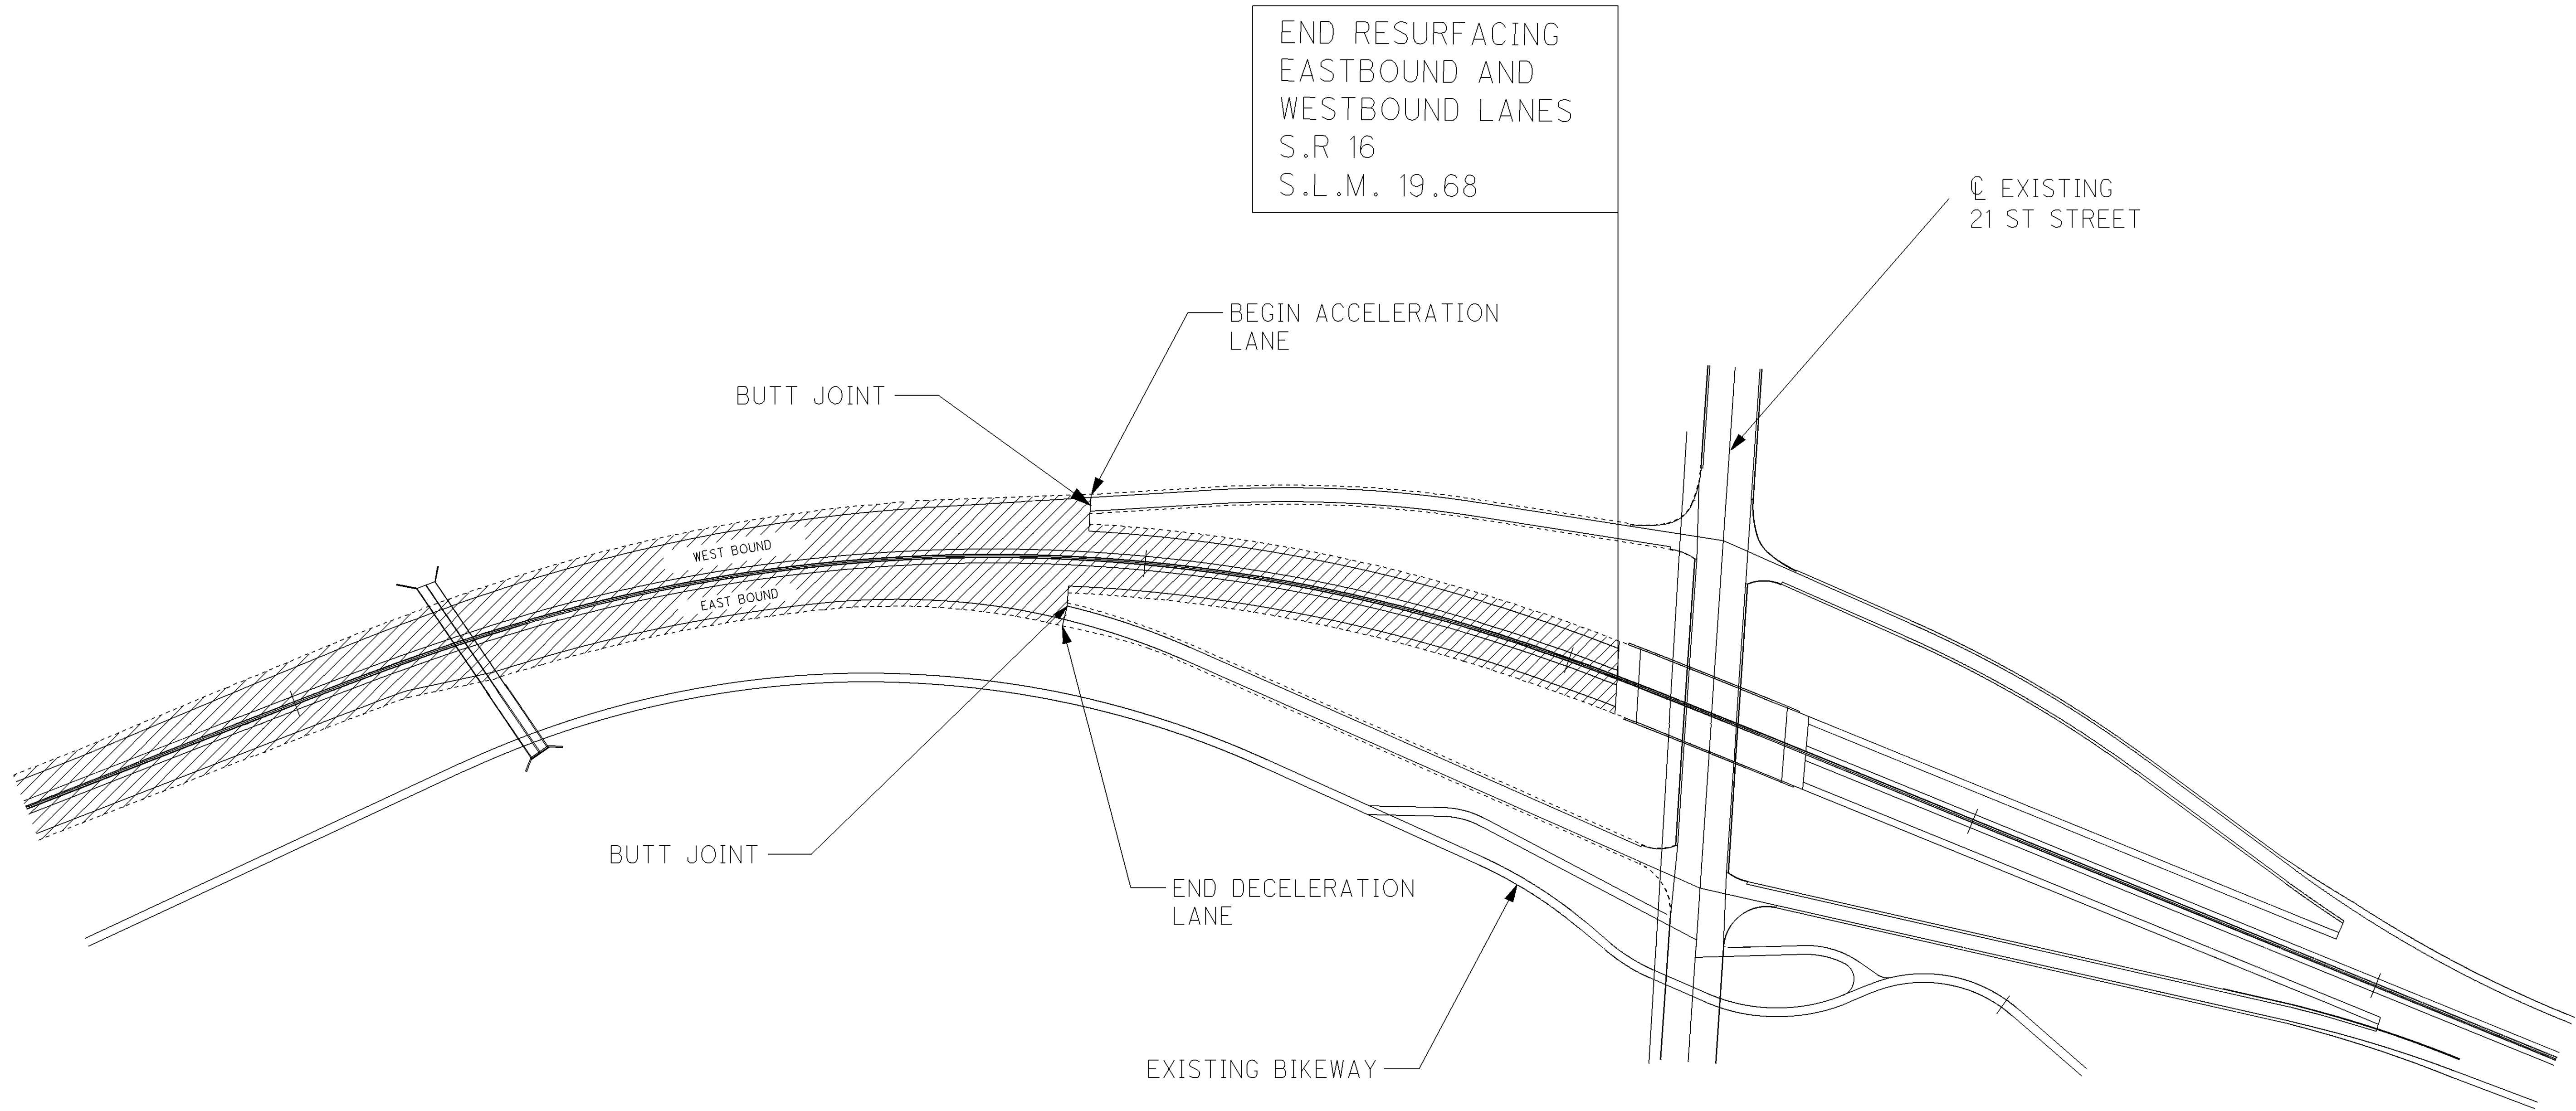 END RESURFACING
EASTBOUND AND
WESTBOUND LANES
S.R 16
S.L.M. 19.68
℄ EXISTING
21 ST STREET
BEGIN ACCELERATION
LANE
BUTT JOINT
WEST BOUND
EAST BOUND
BUTT JOINT
END DECELERATION
LANE
EXISTING BIKEWAY